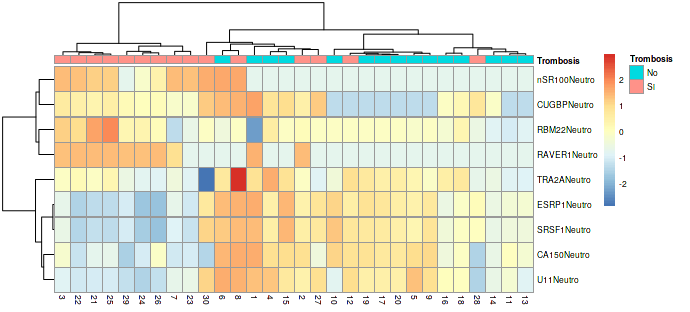 Trombosis
Trombosis
No
SI
nSR100Neutro
CUGBPNeutro
RBM22Neutro
RAVER1Neutro
TRA2ANeutro
ESRP1Neutro
SRSF1Neutro
CA150Neutro
U11Neutro
2
1
0
-1
-2
3 22 21 25 29 24 26 7 23 30 6 8 1 4 15 2 27 10 12 19 17 20 5 9 16 18 28 14 11 13